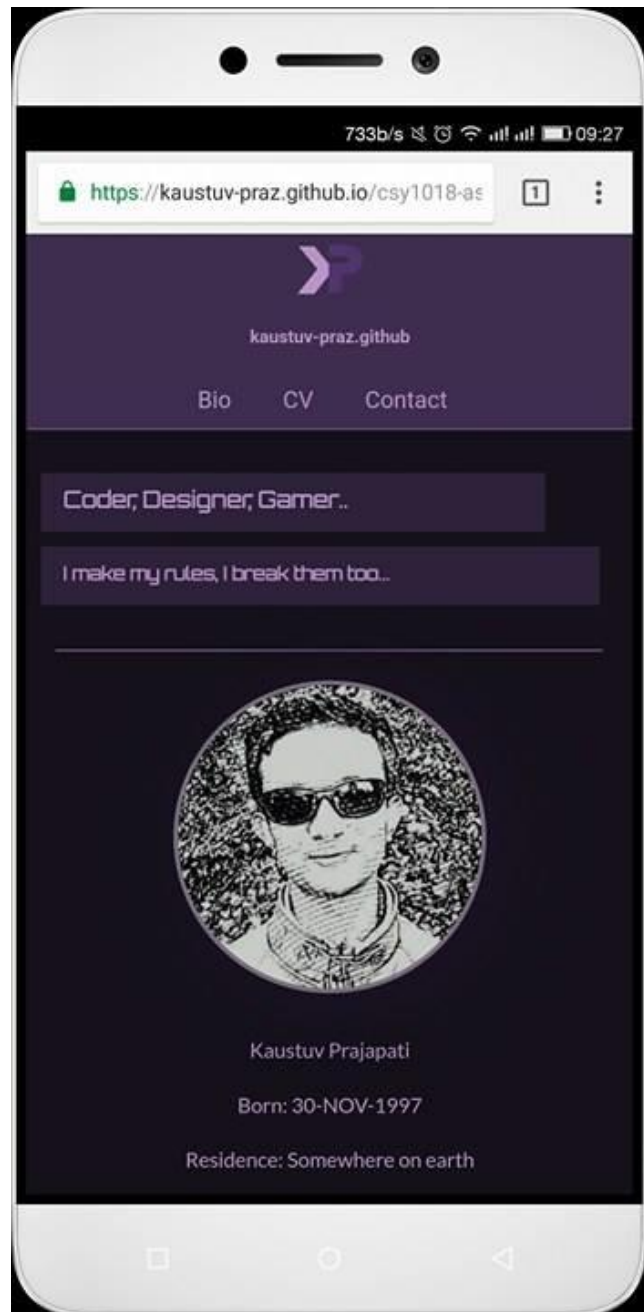 733b/s 09:27
https://kaustuv-praz.github.io/csy1018-as 1
KP
kaustuv-praz.github
Bio CV Contact
Coder, Designer, Gamer..
I make my rules, I break them too...
Kaustuv Prajapati
Born: 30-NOV-1997
Residence: Somewhere on earth